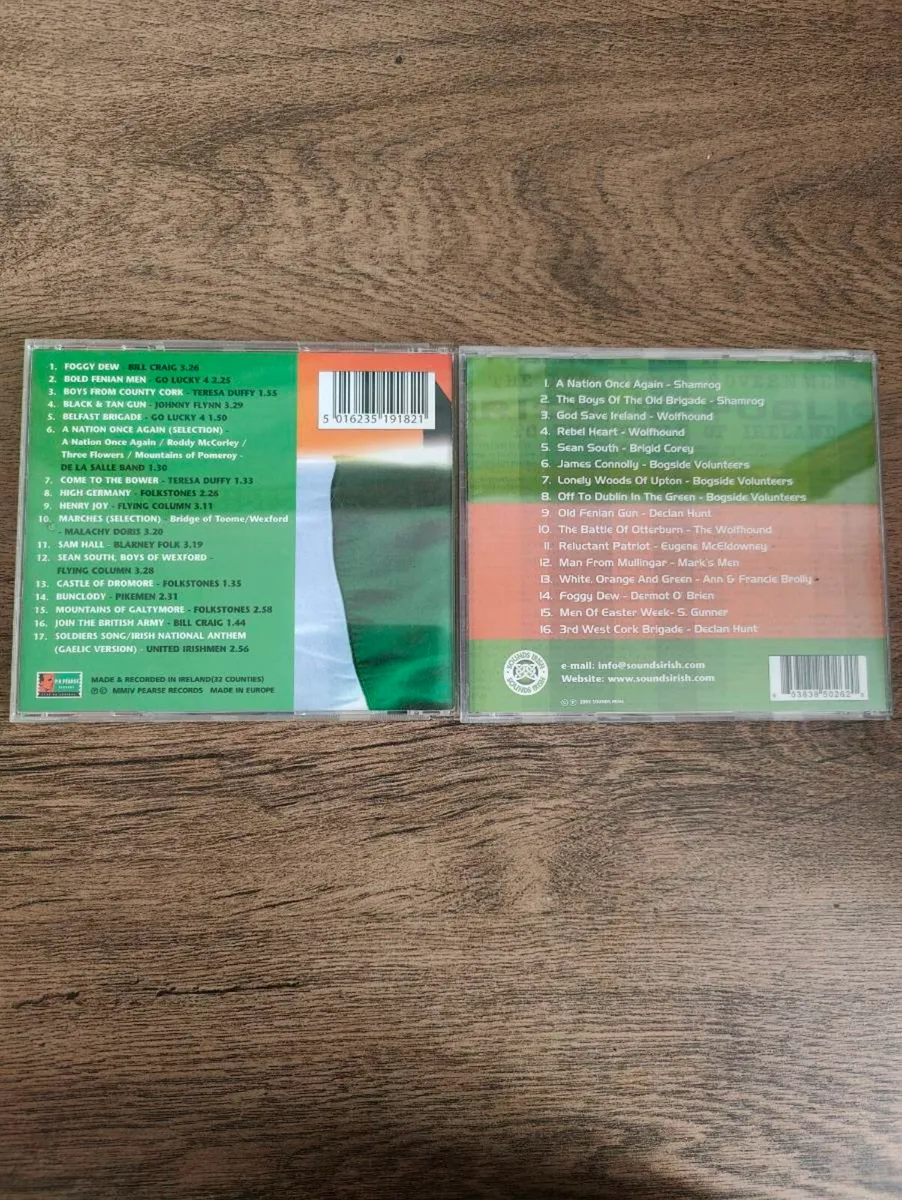 1. FOGGY DEW - BILL CRAIG 3.26
2. BOLD FENIAN MEN - GO LUCKY 4 2.25
3. BOYS FROM COUNTY CORK - TERESA DUFFY 1.55
4. BLACK & TAN GUN - JOHNNY FLYNN 3.29
5. BELFAST BRIGADE - GO LUCKY 4 1.50
6. A NATION ONCE AGAIN (SELECTION) -
A Nation Once Again / Roddy McCorley /
Three Flowers / Mountains of Pomeroy -
DE LA SALLE BAND 1.30
7. COME TO THE BOWER - TERESA DUFFY 1.33
8. HIGH GERMANY - FOLKSTONES 2.26
9. HENRY JOY - FLYING COLUMN 3.11
10. MARCHES (SELECTION) - Bridge of Toome/Wexford
- MALACHY DORIS 3.20
11. SAM HALL - BLARNEY FOLK 3.19
12. SEAN SOUTH, BOYS OF WEXFORD -
FLYING COLUMN 3.28
13. CASTLE OF DROMORE - FOLKSTONES 1.35
14. BUNCLODY - PIKEMEN 2.31
15. MOUNTAINS OF GALTYMORE - FOLKSTONES 2.58
16. JOIN THE BRITISH ARMY - BILL CRAIG 1.44
17. SOLDIERS SONG/IRISH NATIONAL ANTHEM
(GAELIC VERSION) - UNITED IRISHMEN 2.56
PEARSE
MADE & RECORDED IN IRELAND(32 COUNTIES)
℗© MMIV PEARSE RECORDS MADE IN EUROPE
5 016235 191821
1. A Nation Once Again - Shamrog
2. The Boys Of The Old Brigade - Shamrog
3. God Save Ireland - Wolfhound
4. Rebel Heart - Wolfhound
5. Sean South - Brigid Corey
6. James Connolly - Bogside Volunteers
7. Lonely Woods Of Upton - Bogside Volunteers
8. Off To Dublin In The Green - Bogside Volunteers
9. Old Fenian Gun - Declan Hunt
10. The Battle Of Otterburn - The Wolfhound
11. Reluctant Patriot - Eugene McEldowney
12. Man From Mullingar - Mark's Men
13. White, Orange And Green - Ann & Francie Brolly
14. Foggy Dew - Dermot O' Brien
15. Men Of Easter Week- S. Gunner
16. 3rd West Cork Brigade - Declan Hunt
SOUNDS IRISH
SOUNDS IRISH
e-mail: info@soundsirish.com
Website: www.soundsirish.com